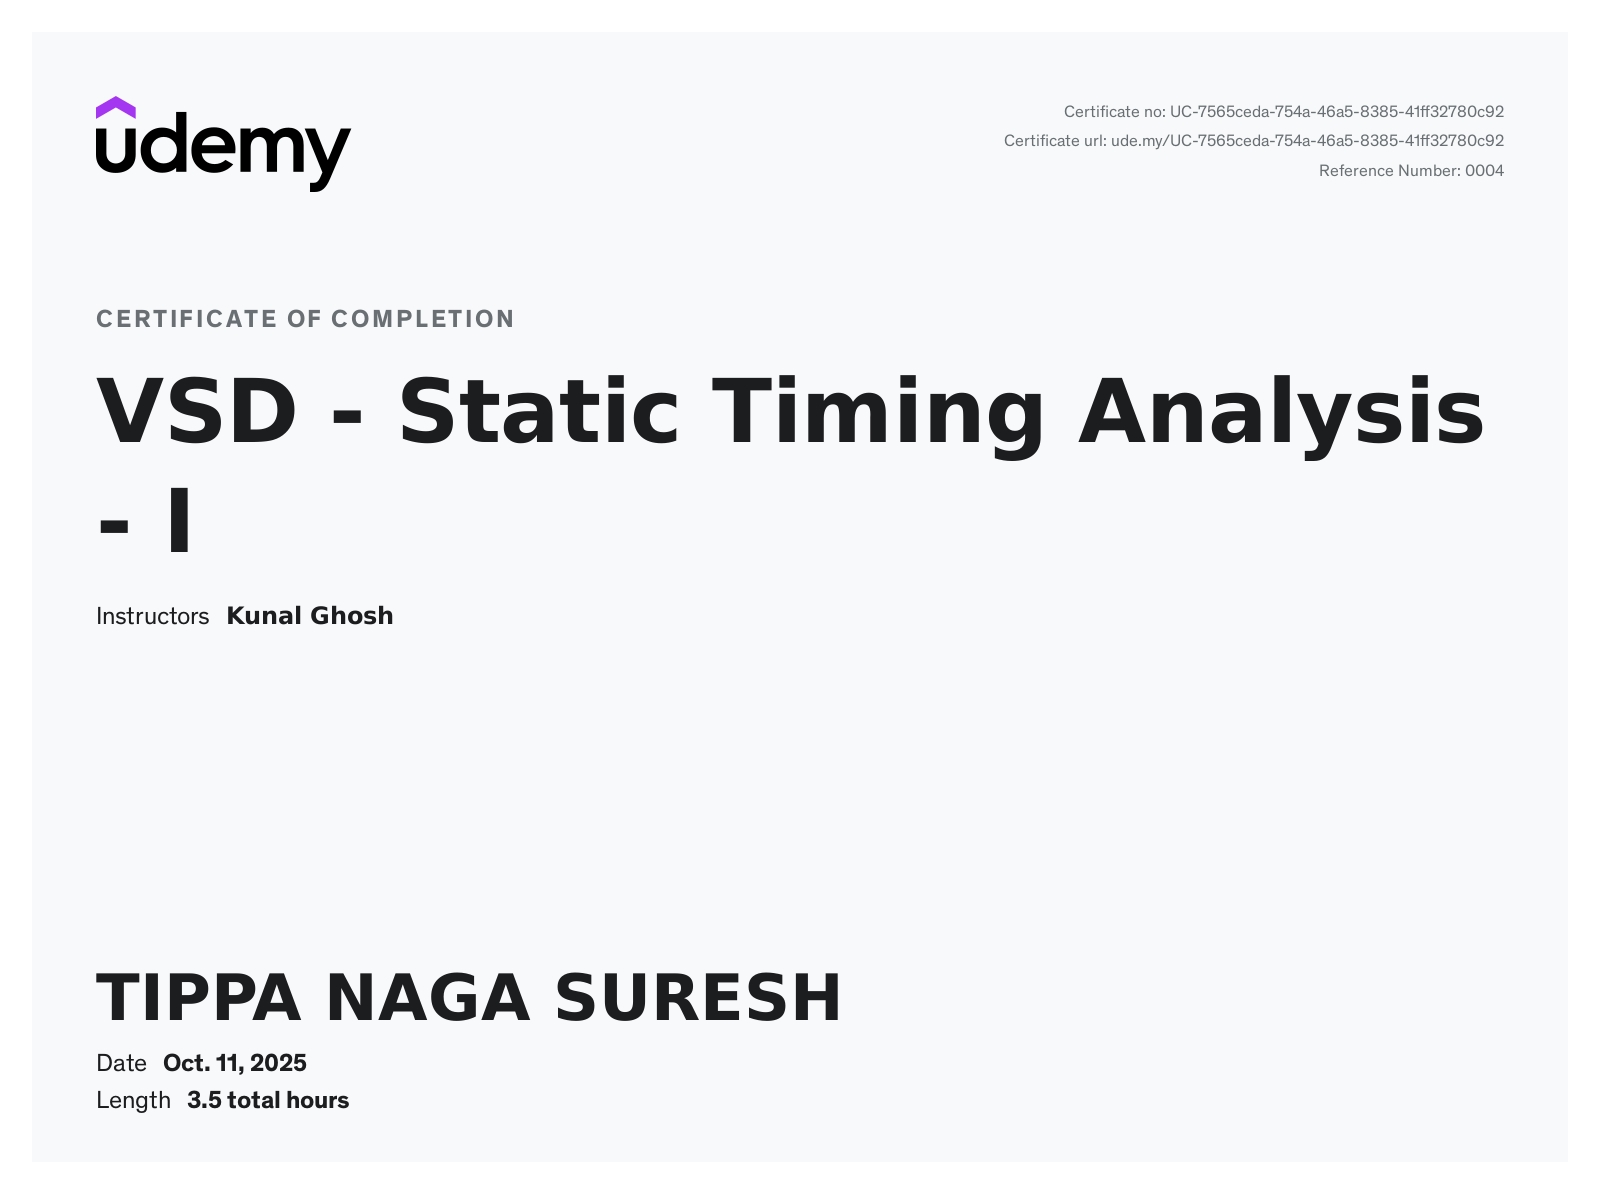 udemy
Certificate no: UC-7565ceda-754a-46a5-8385-41ff32780c92
Certificate url: ude.my/UC-7565ceda-754a-46a5-8385-41ff32780c92
Reference Number: 0004
CERTIFICATE OF COMPLETION
VSD - Static Timing Analysis
- I
Instructors Kunal Ghosh
TIPPA NAGA SURESH
Date Oct. 11, 2025
Length 3.5 total hours